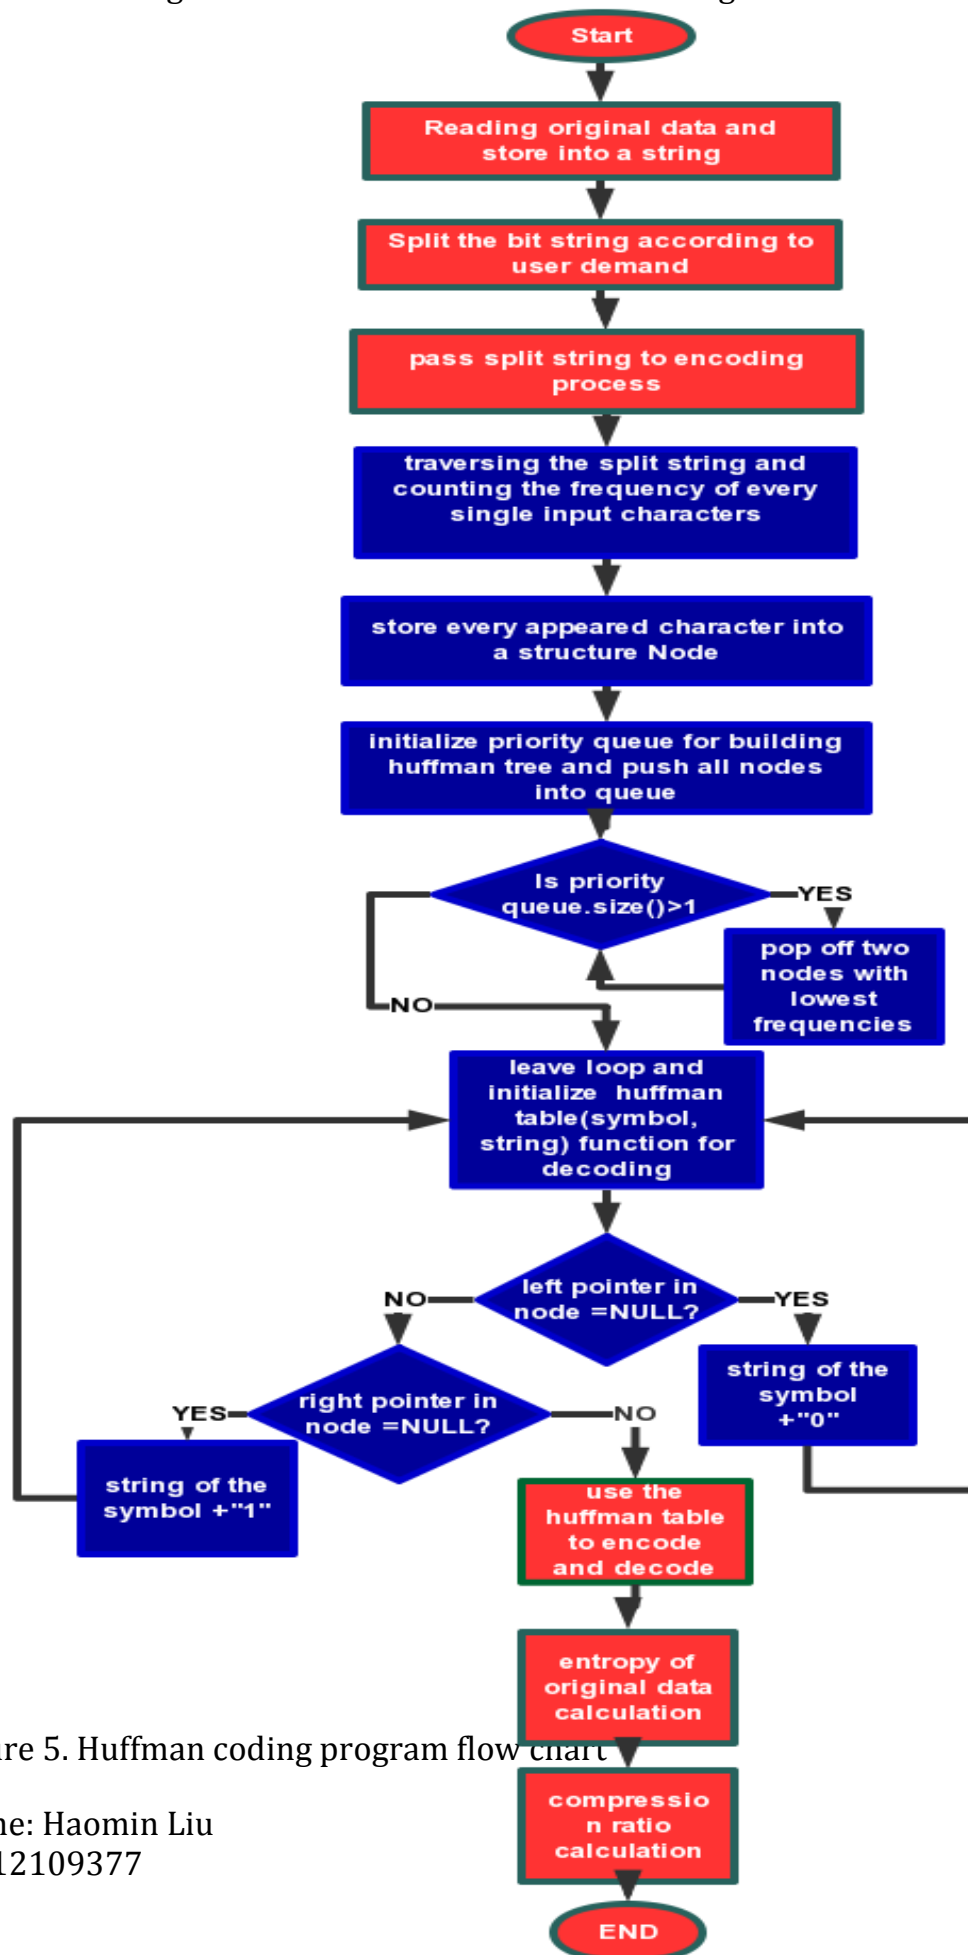 Start
Reading original data and
store into a string
Split the bit string according to
user demand
pass split string to encoding
process
traversing the split string and
counting the frequency of every
single input characters
store every appeared character into
a structure Node
initialize priority queue for building
huffman tree and push all nodes
into queue
Is priority
queue.size()>1
YES
pop off two
nodes with
lowest
frequencies
NO
leave loop and
initialize huffman
table(symbol,
string) function for
decoding
left pointer in
node =NULL?
NO
YES
string of the
symbol
+"0"
right pointer in
node =NULL?
YES
NO
string of the
symbol +"1"
use the
huffman table
to encode
and decode
entropy of
original data
calculation
ure 5. Huffman coding program flow chart
compressio
n ratio
calculation
ne: Haomin Liu
12109377
END